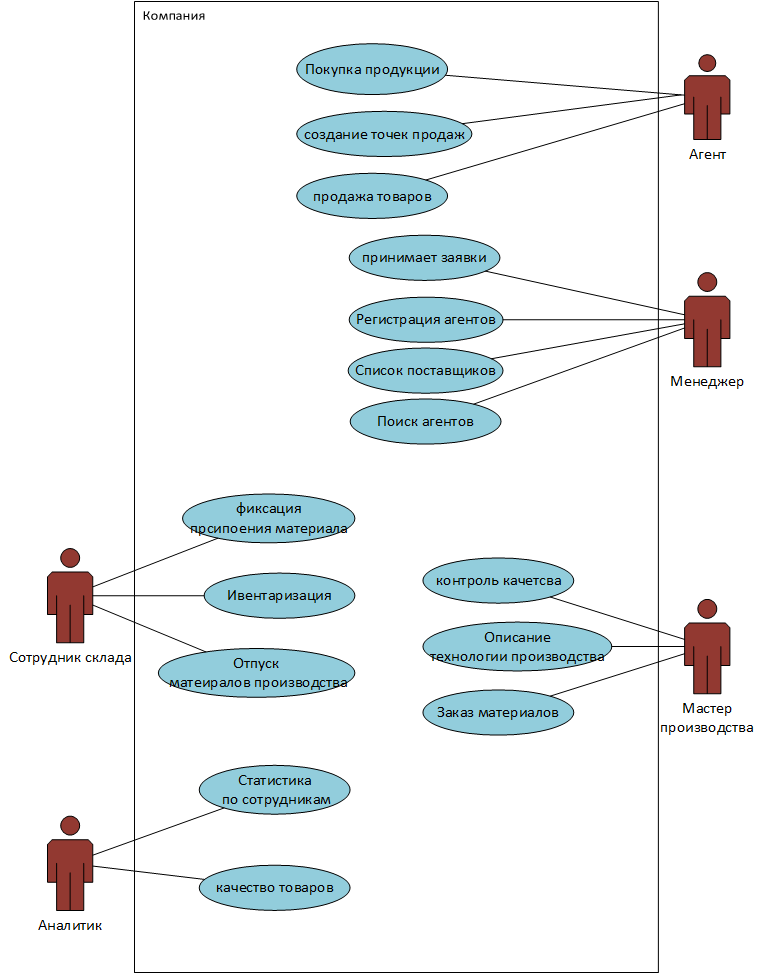 Компания
Покупка продукции
создание точек продаж
Агент
продажа товаров
принимает заявки
Регистрация агентов
Список поставщиков
Менеджер
Поиск агентов
фиксация
прсипоения материала
контроль качетсва
Ивентаризация
Описание
технологии производства
Сотрудник склада
Отпуск
матеиралов производства
Заказ материалов
Мастер
производства
Статистика
по сотрудникам
качество товаров
Аналитик